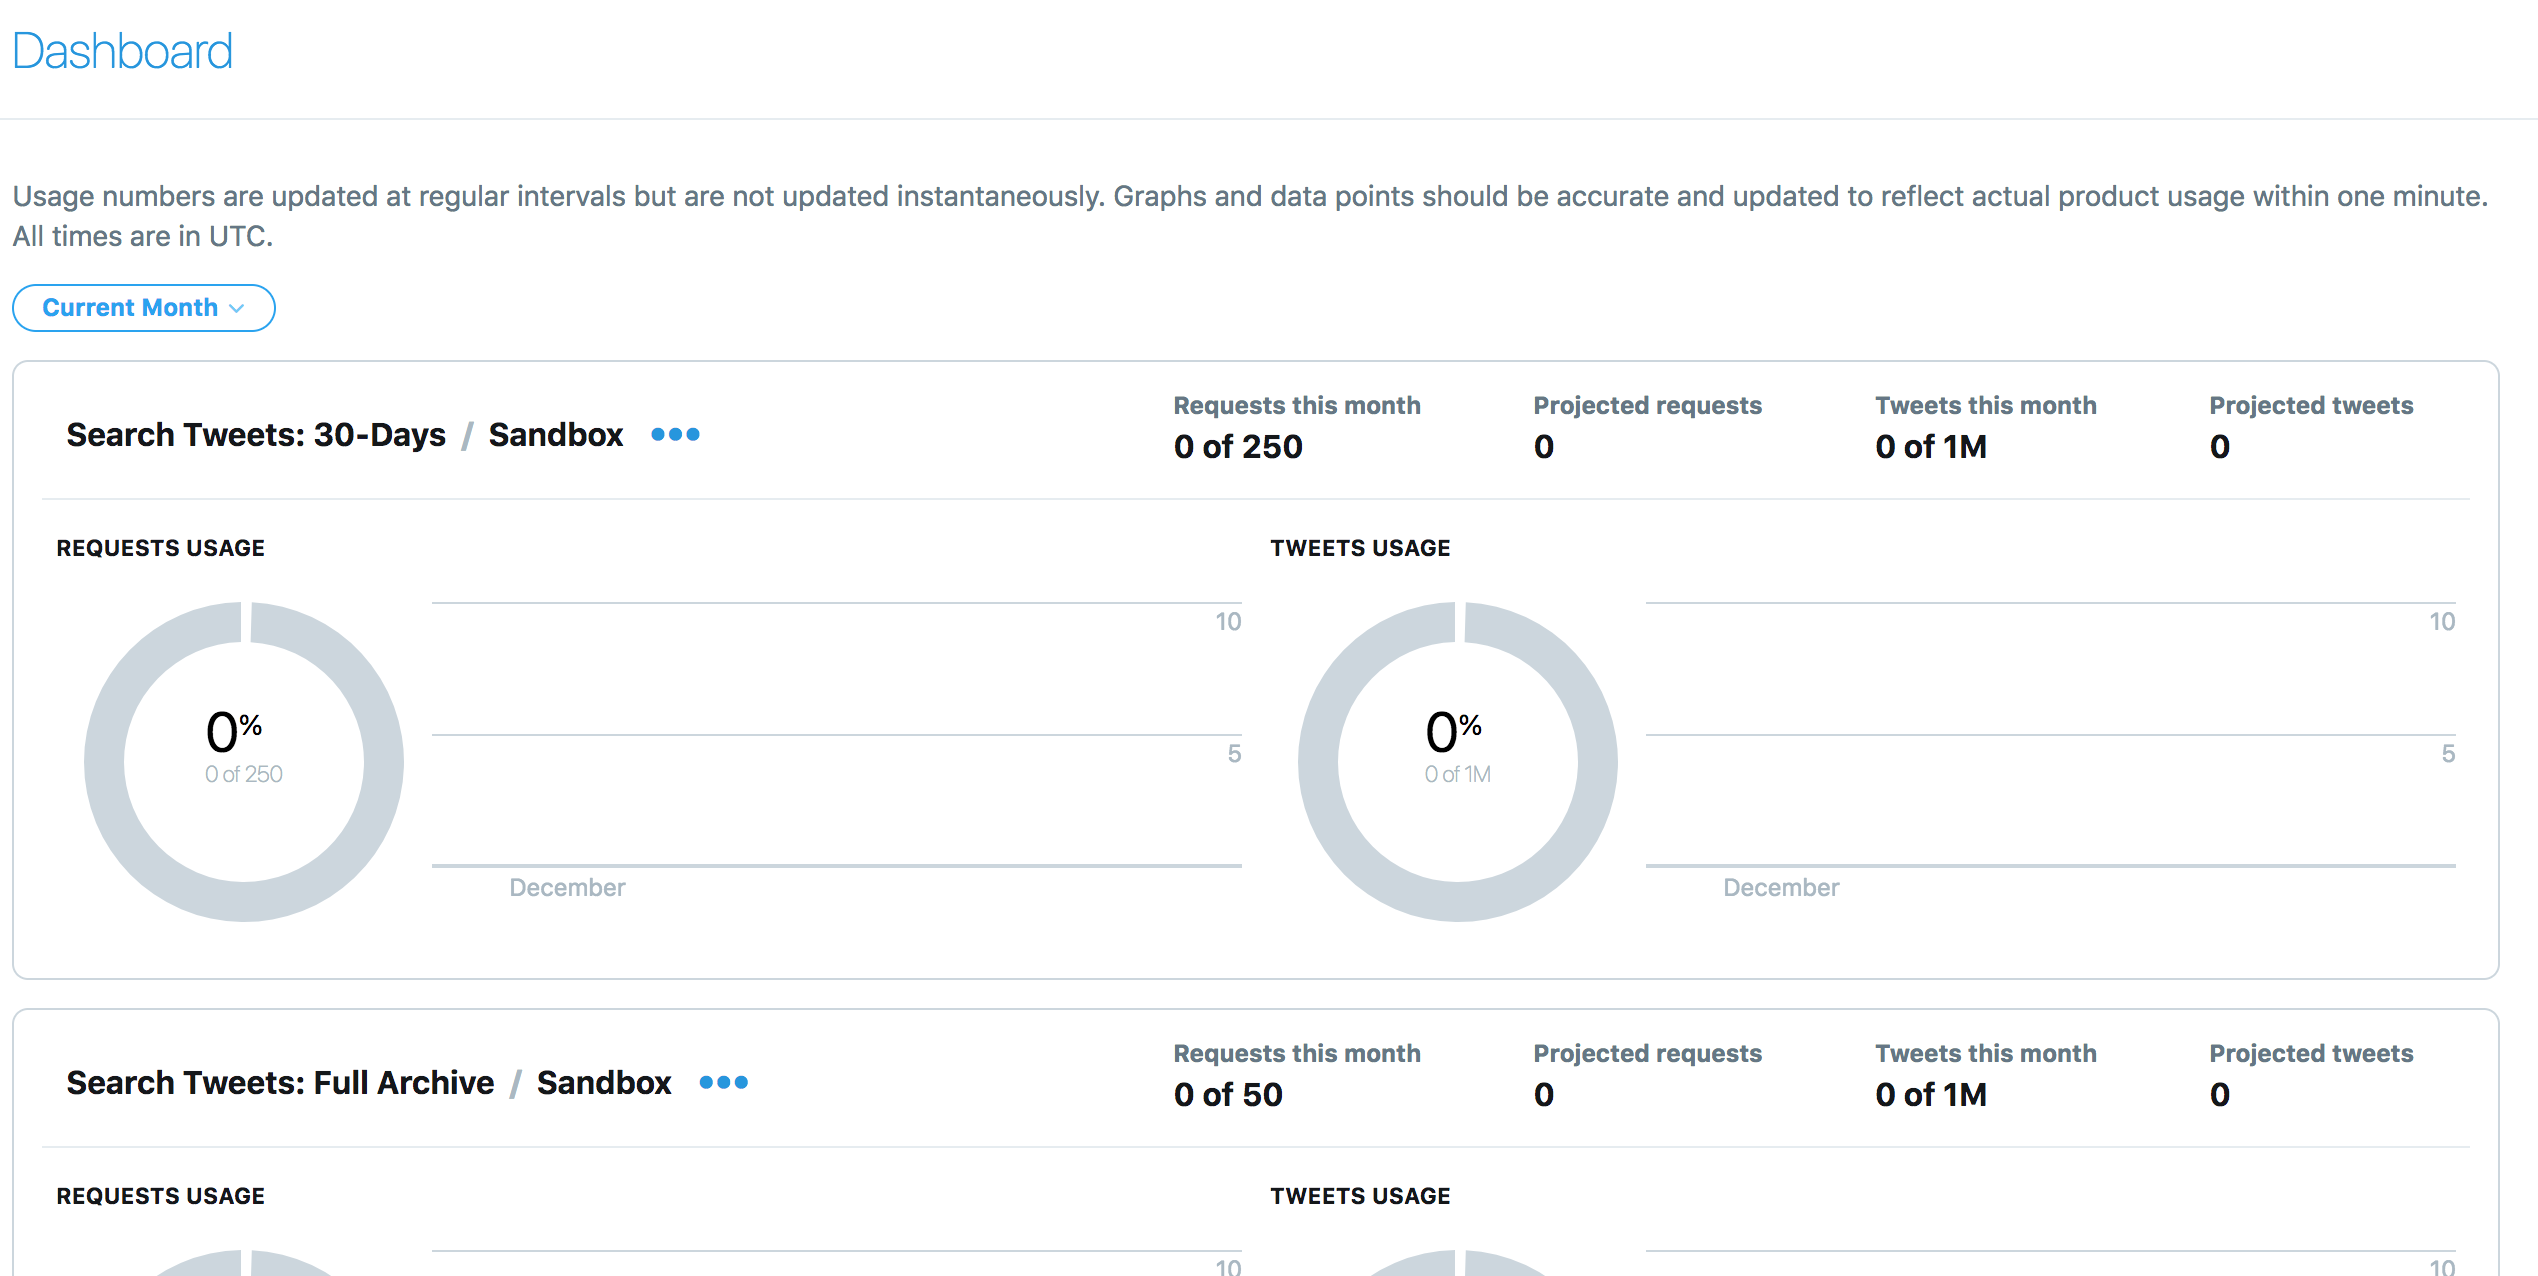 Dashboard
Usage numbers are updated at regular intervals but are not updated instantaneously. Graphs and data points should be accurate and updated to reflect actual product usage within one minute.
All times are in UTC.
Current Month
Search Tweets: 30-Days / Sandbox
Requests this month
0 of 250
Projected requests
0
Tweets this month
0 of 1M
Projected tweets
0
REQUESTS USAGE
0%
0 of 250
10
5
December
TWEETS USAGE
0%
0 of 1M
10
5
December
Search Tweets: Full Archive / Sandbox
Requests this month
0 of 50
Projected requests
0
Tweets this month
0 of 1M
Projected tweets
0
REQUESTS USAGE
10
TWEETS USAGE
10